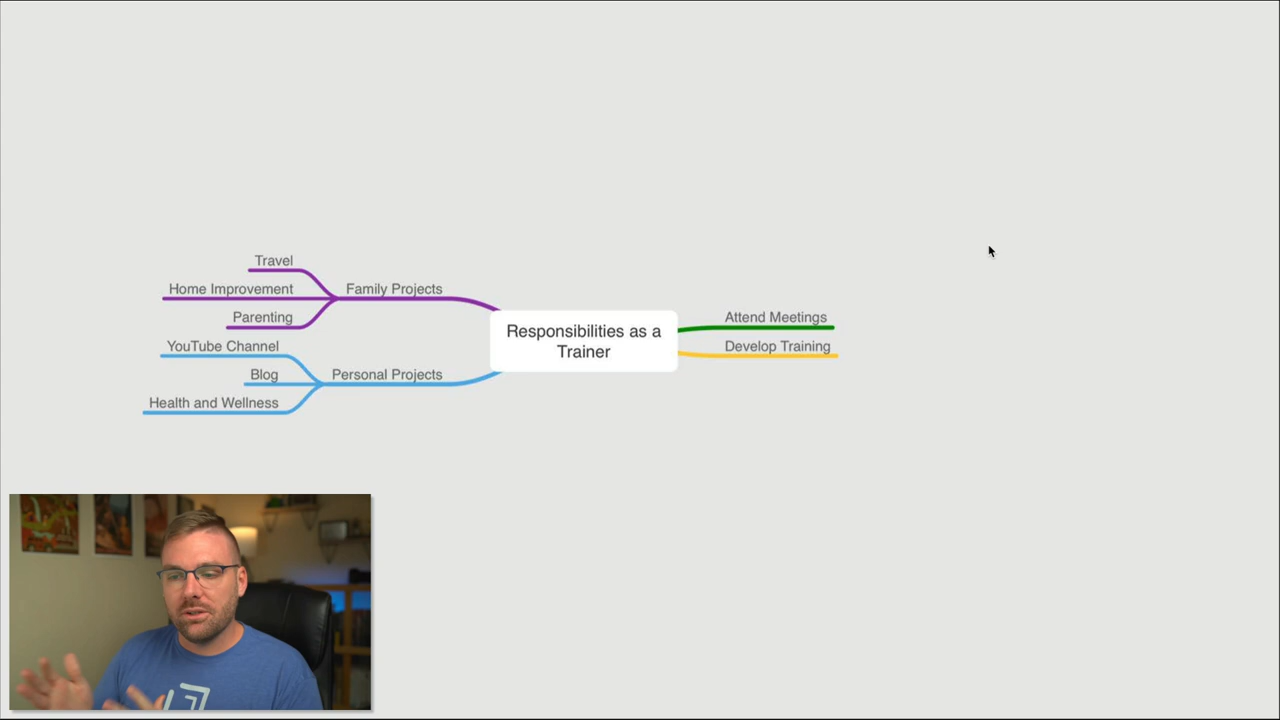 Travel
Home Improvement
Parenting
Family Projects
YouTube Channel
Blog
Health and Wellness
Personal Projects
Responsibilities as a
Trainer
Attend Meetings
Develop Training